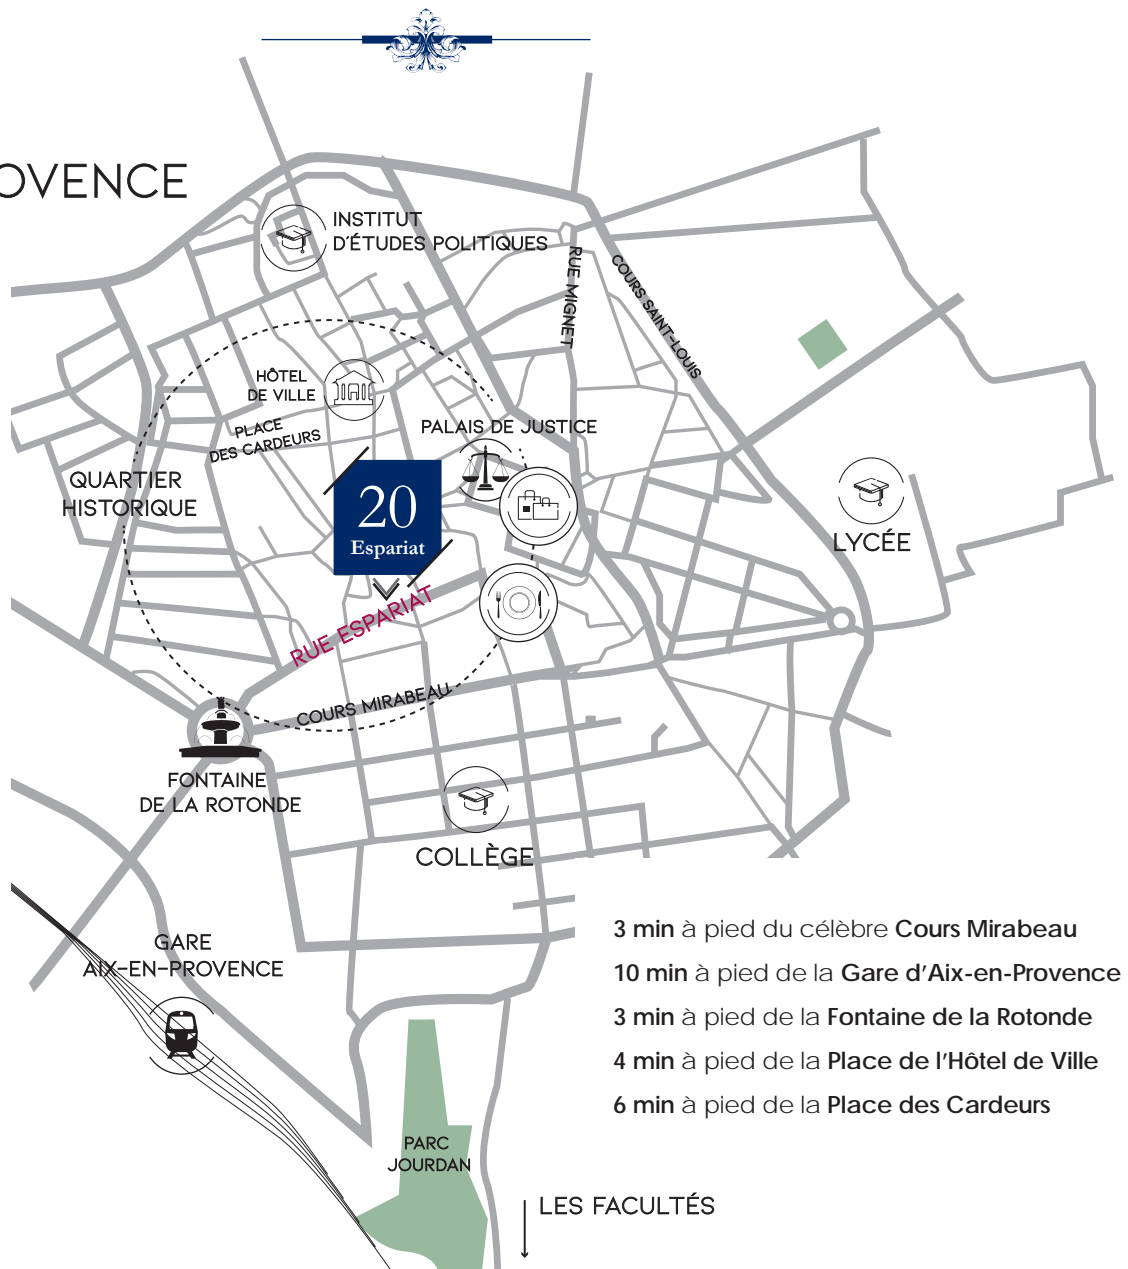 OVENCE
INSTITUT
D'ÉTUDES POLITIQUES
RUE MIGNET
COURS SAINT-LOUIS
HÔTEL
DE VILLE
PLACE
DES CARDEURS
PALAIS DE JUSTICE
QUARTIER
HISTORIQUE
20
Espariat
LYCÉE
RUE ESPARIAT
COURS MIRABEAU
FONTAINE
DE LA ROTONDE
COLLÈGE
GARE
AIX-EN-PROVENCE
3 min à pied du célèbre Cours Mirabeau
10 min à pied de la Gare d'Aix-en-Provence
3 min à pied de la Fontaine de la Rotonde
4 min à pied de la Place de l'Hôtel de Ville
6 min à pied de la Place des Cardeurs
PARC
JOURDAN
LES FACULTÉS